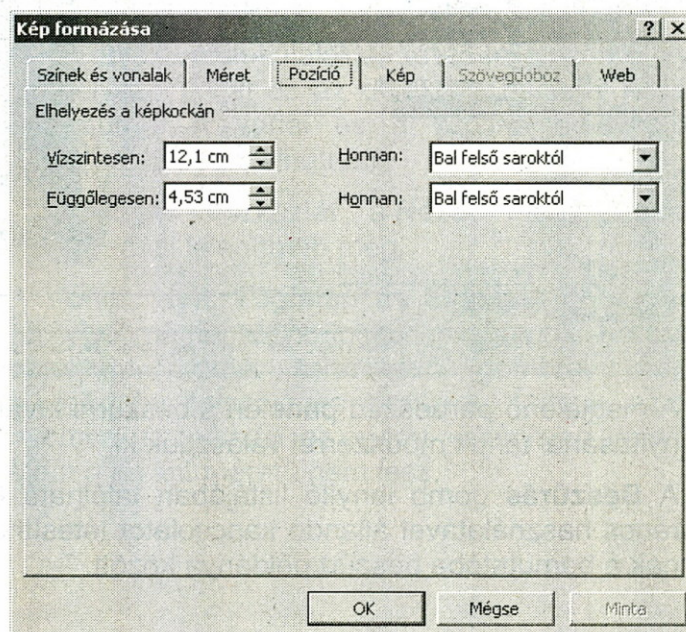 Kép formázása
Színek és vonalak Méret Pozíció Kép Szövegdoboz Web
Elhelyezés a képkockán
Vízszintesen: 12,1 cm Honnan: Bal felső saroktól
Függőlegesen: 4,53 cm Honnan: Bal felső saroktól
OK Mégse Minta